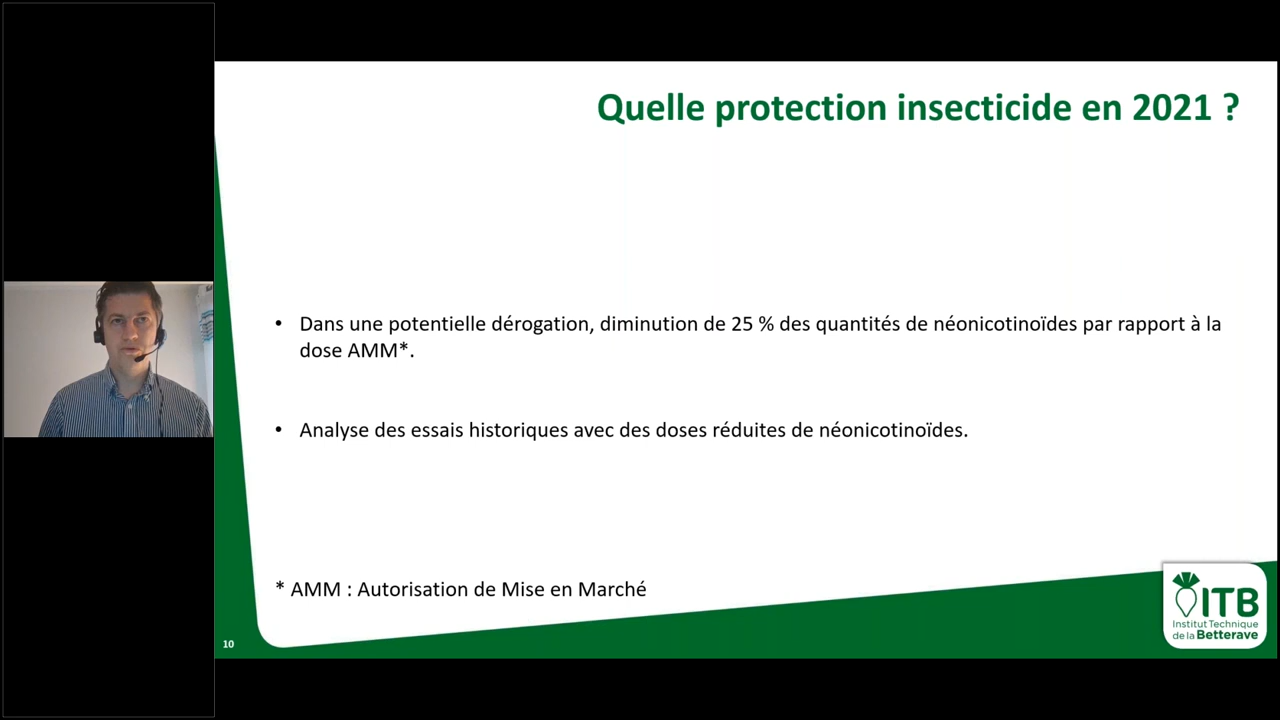 Quelle protection insecticide en 2021 ?
• Dans une potentielle dérogation, diminution de 25 % des quantités de néonicotinoïdes par rapport à la
dose AMM*.
• Analyse des essais historiques avec des doses réduites de néonicotinoïdes.
* AMM : Autorisation de Mise en Marché
10
ITB
Institut Technique
de la Betterave